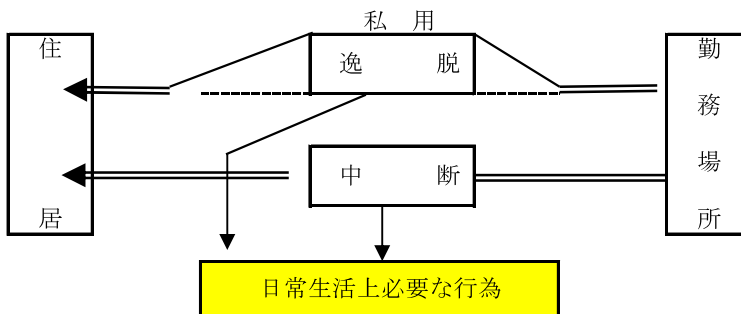 私 用
住 居
逸 脱
勤 務 場 所
中 断
日常生活上必要な行為